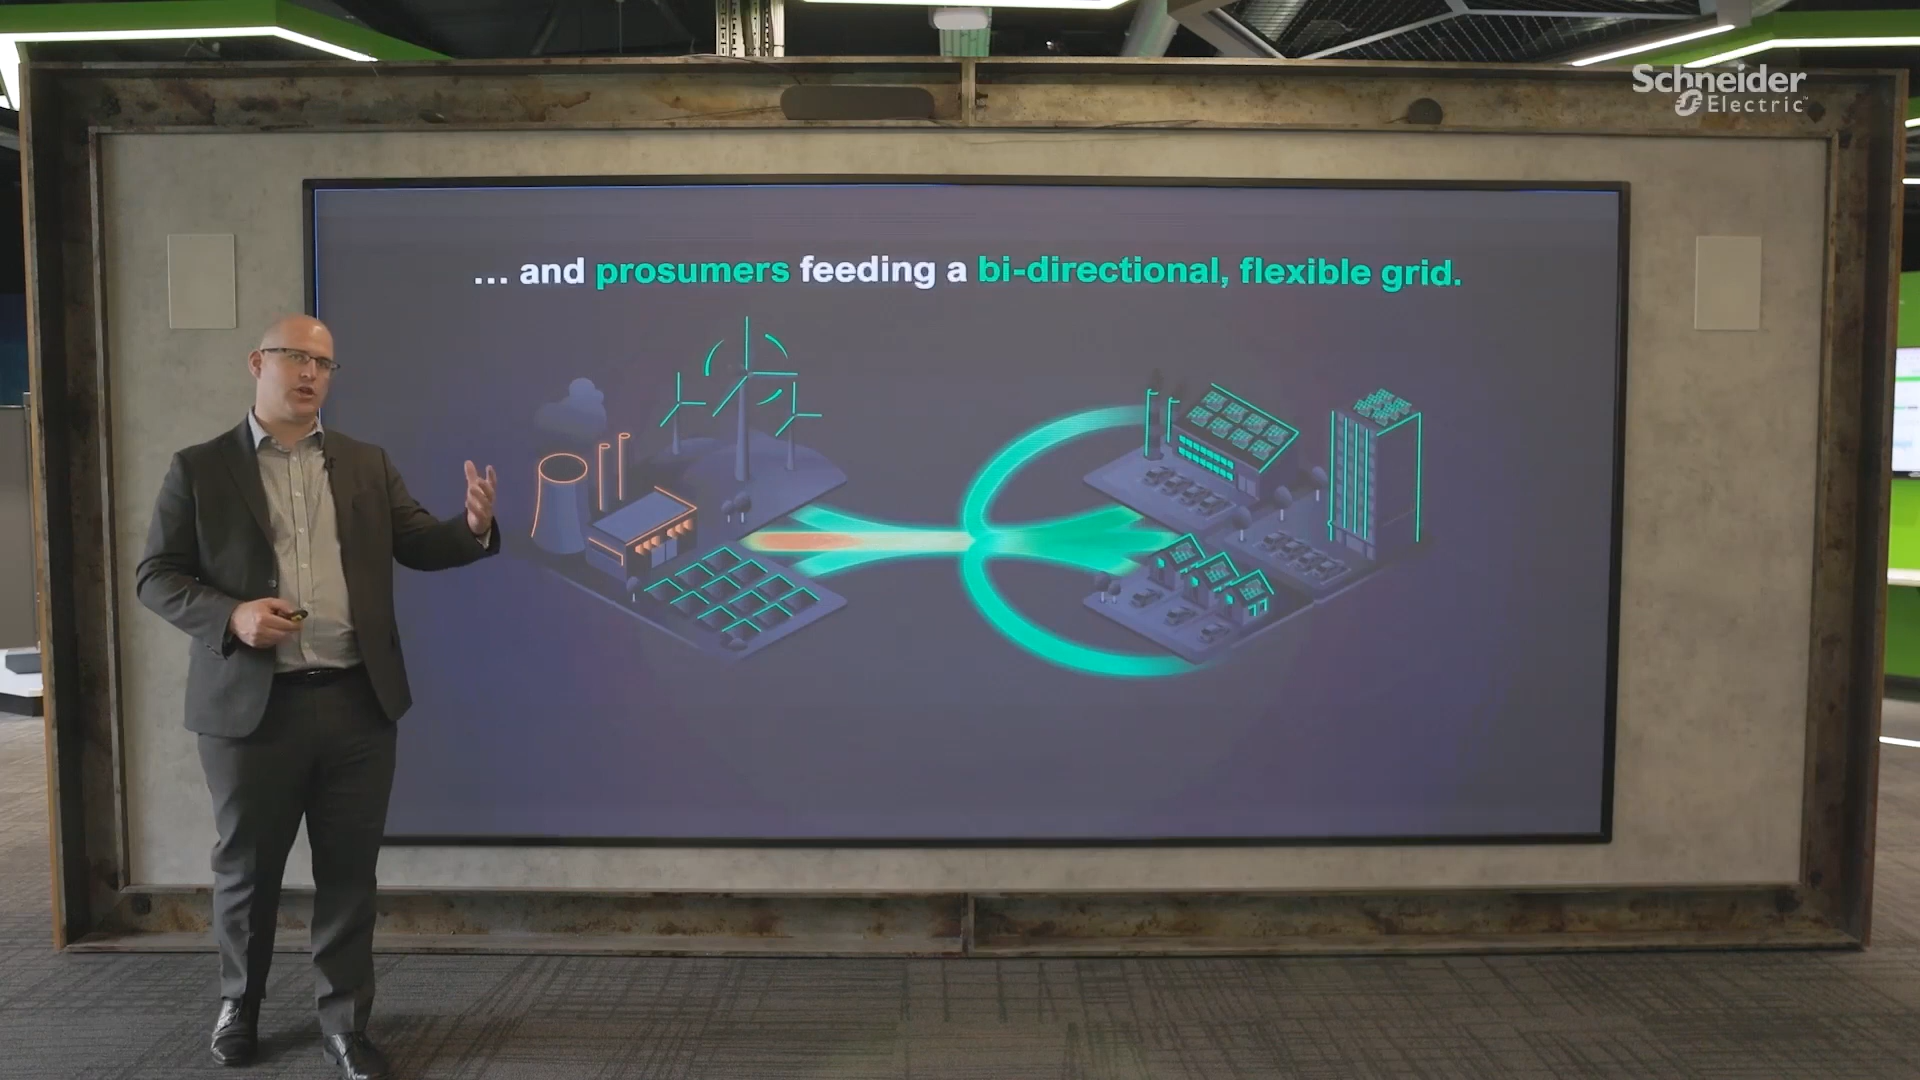 Schneider
Electric
... and prosumers feeding a bi-directional, flexible grid.